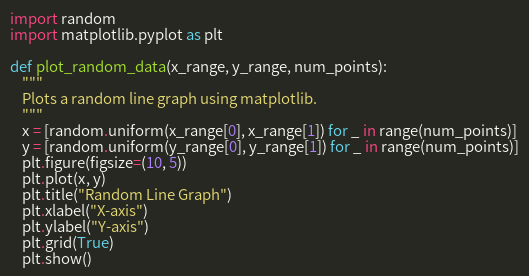 import random
import matplotlib.pyplot as plt

def plot_random_data(x_range, y_range, num_points):
    """
    Plots a random line graph using matplotlib.
    """
    x = [random.uniform(x_range[0], x_range[1]) for _ in range(num_points)]
    y = [random.uniform(y_range[0], y_range[1]) for _ in range(num_points)]
    plt.figure(figsize=(10, 5))
    plt.plot(x, y)
    plt.title("Random Line Graph")
    plt.xlabel("X-axis")
    plt.ylabel("Y-axis")
    plt.grid(True)
    plt.show()